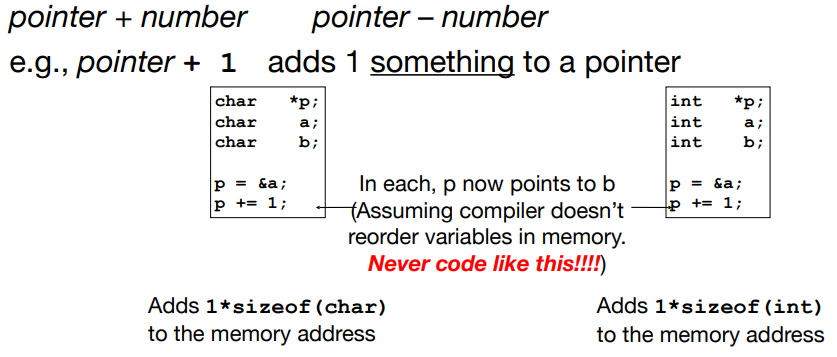 pointer + number pointer – number
e.g., pointer + 1 adds 1 something to a pointer
char *p;
char a;
char b;
p = &a;
p += 1;
In each, p now points to b
(Assuming compiler doesn't
reorder variables in memory.
Never code like this!!!!)
int *p;
int a;
int b;
p = &a;
p += 1;
Adds 1*sizeof(char)
to the memory address
Adds 1*sizeof(int)
to the memory address